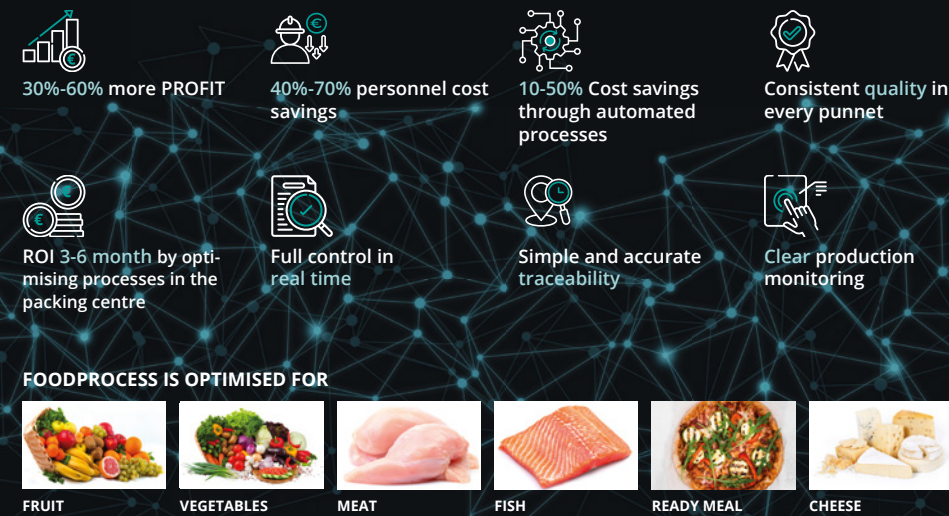 30%-60% more PROFIT
40%-70% personnel cost
savings
10-50% Cost savings
through automated
processes
Consistent quality in
every punnet
ROI 3-6 month by opti-
mising processes in the
packing centre
Full control in
real time
Simple and accurate
traceability
Clear production
monitoring
FOODPROCESS IS OPTIMISED FOR
FRUIT
VEGETABLES
MEAT
FISH
READY MEAL
CHEESE